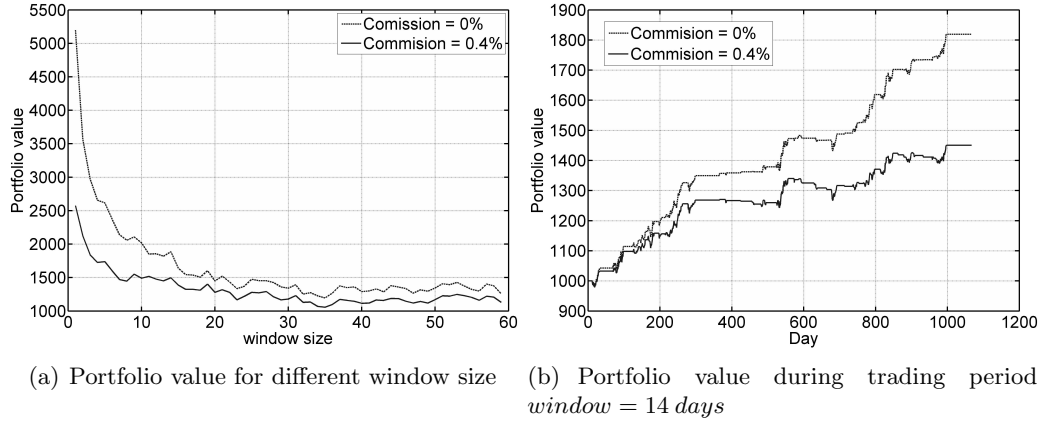 5500
5000
4500
4000
3500
3000
2500
2000
1500
1000
Portfolio value
0 10 20 30 40 50 60
window size
Comission = 0%
Commision = 0.4%
(a) Portfolio value for different window size
1900
1800
1700
1600
1500
1400
1300
1200
1100
1000
900
Portfolio value
0 200 400 600 800 1000 1200
Day
Commision = 0%
Commision = 0.4%
(b) Portfolio value during trading period
window = 14 days